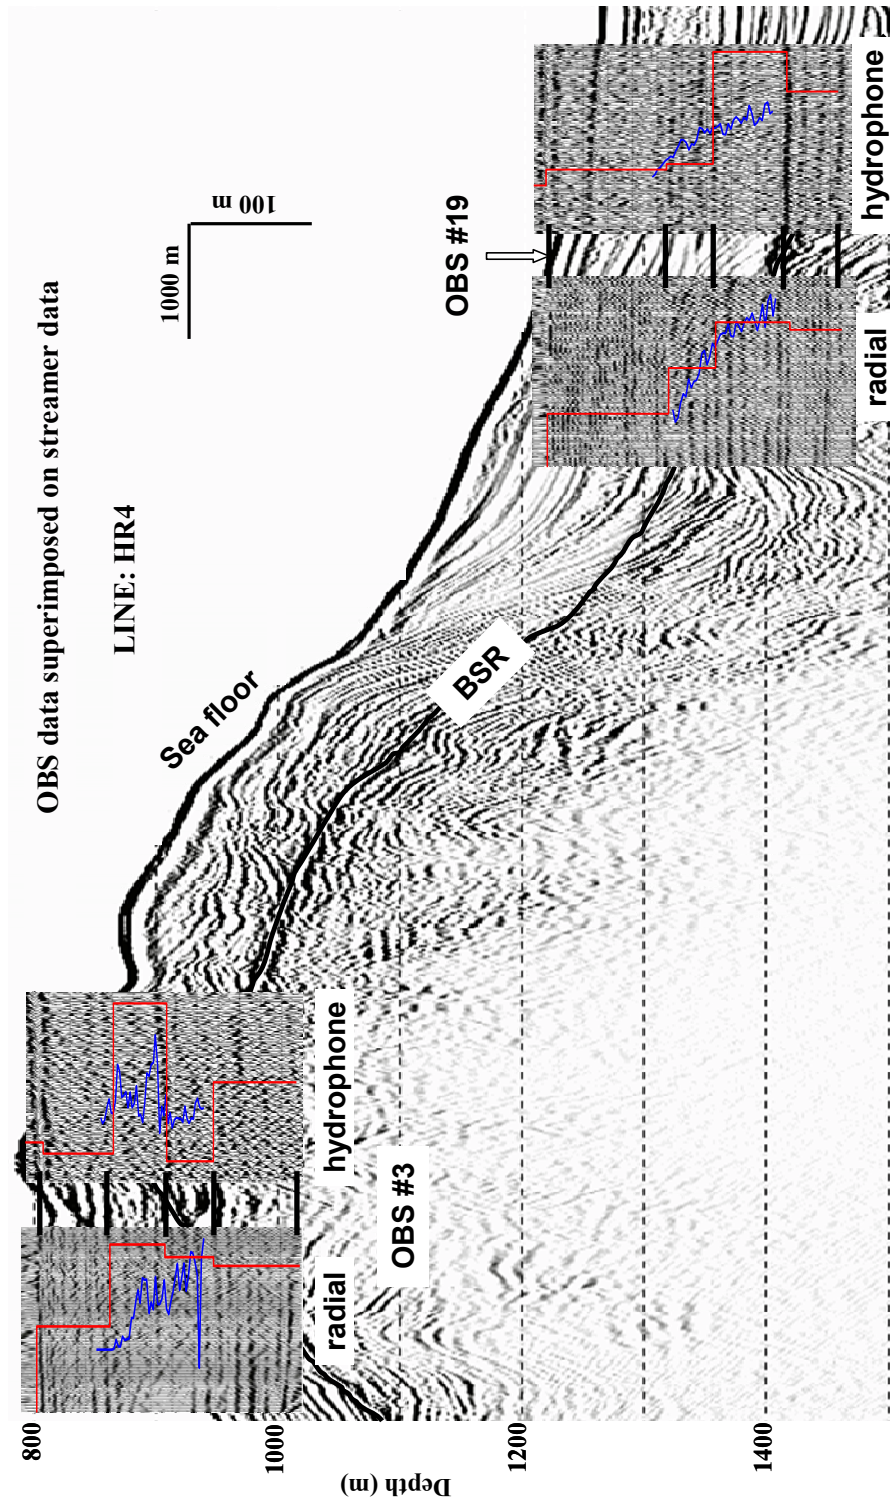 OBS data superimposed on streamer data
LINE: HR4
1000 m
100 m
Sea floor
BSR
OBS #19
radial
hydrophone
radial
hydrophone
OBS #3
800
1000
1200
1400
Depth (m)